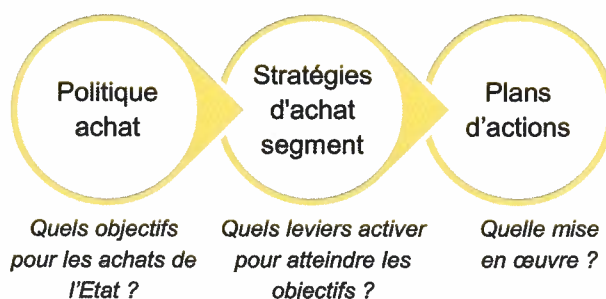 Politique
achat
Stratégies
d'achat
segment
Plans
d'actions
Quels objectifs
pour les achats de
l'Etat ?
Quels leviers activer
pour atteindre les
objectifs ?
Quelle mise
en œuvre ?